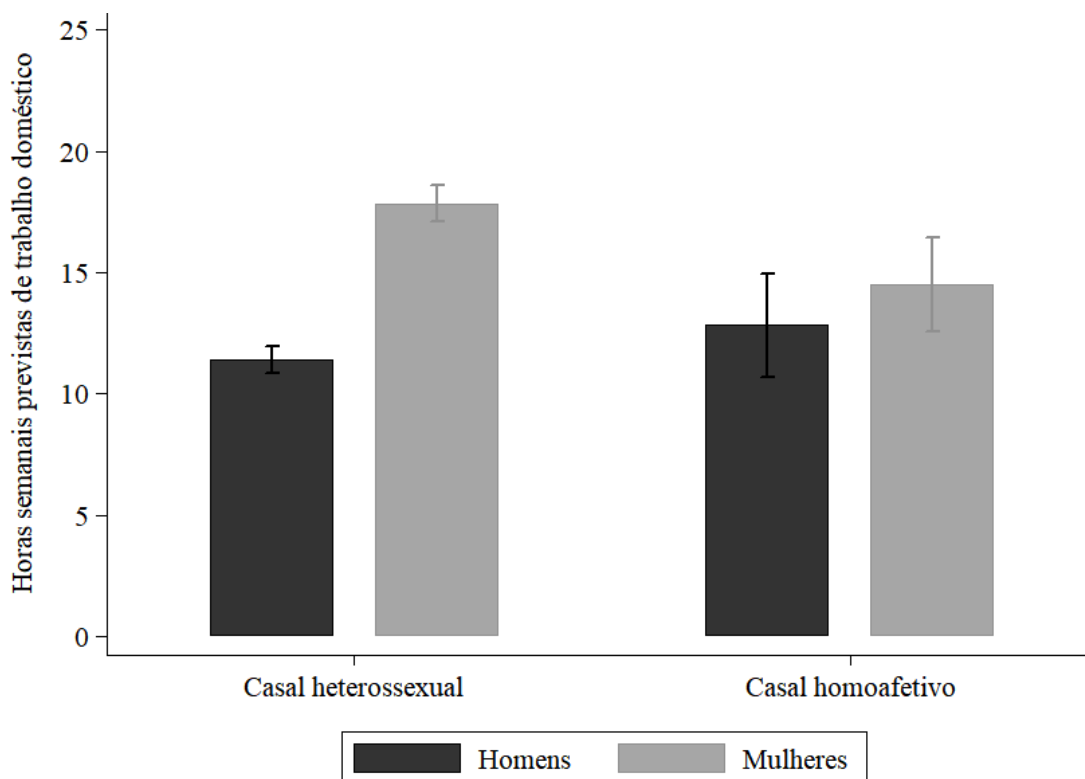 Horas semanais previstas de trabalho doméstico
25
20
15
10
5
0
Casal heterossexual
Casal homoafetivo
Homens
Mulheres